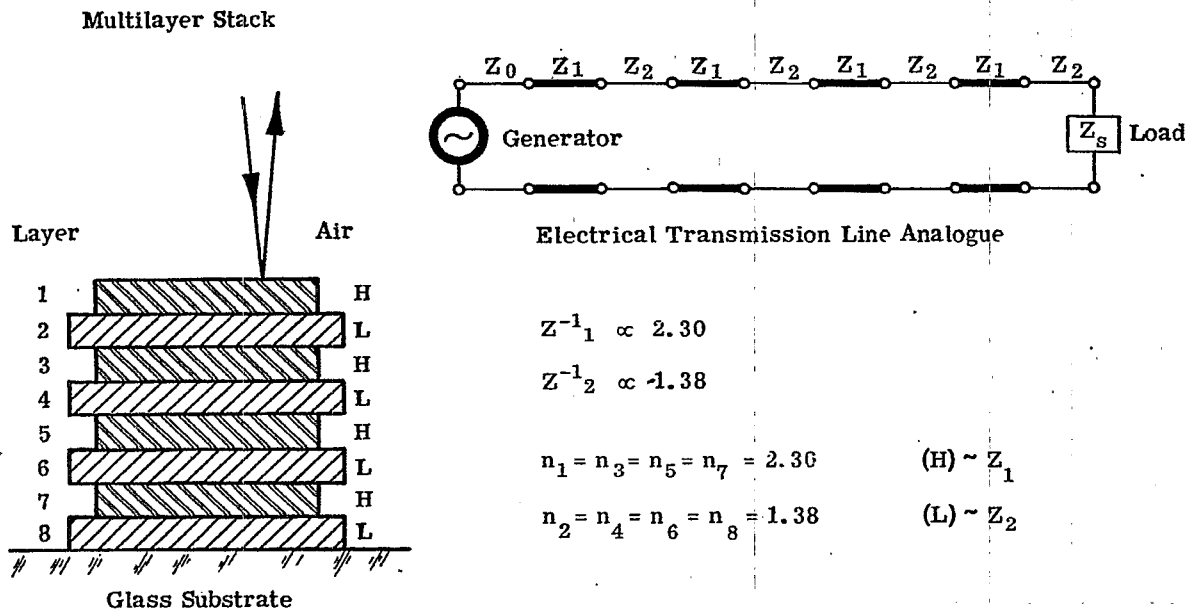 Multilayer Stack
Z0 Z1 Z2 Z1 Z2 Z1 Z2 Z1 Z2
Generator
Zs Load
Electrical Transmission Line Analogue
Layer Air
1 H
2 L
3 H
4 L
5 H
6 L
7 H
8 L
Glass Substrate
Z⁻¹₁ ∝ 2.30
Z⁻¹₂ ∝ -1.38
n₁ = n₃ = n₅ = n₇ = 2.30 (H) ~ Z₁
n₂ = n₄ = n₆ = n₈ = 1.38 (L) ~ Z₂